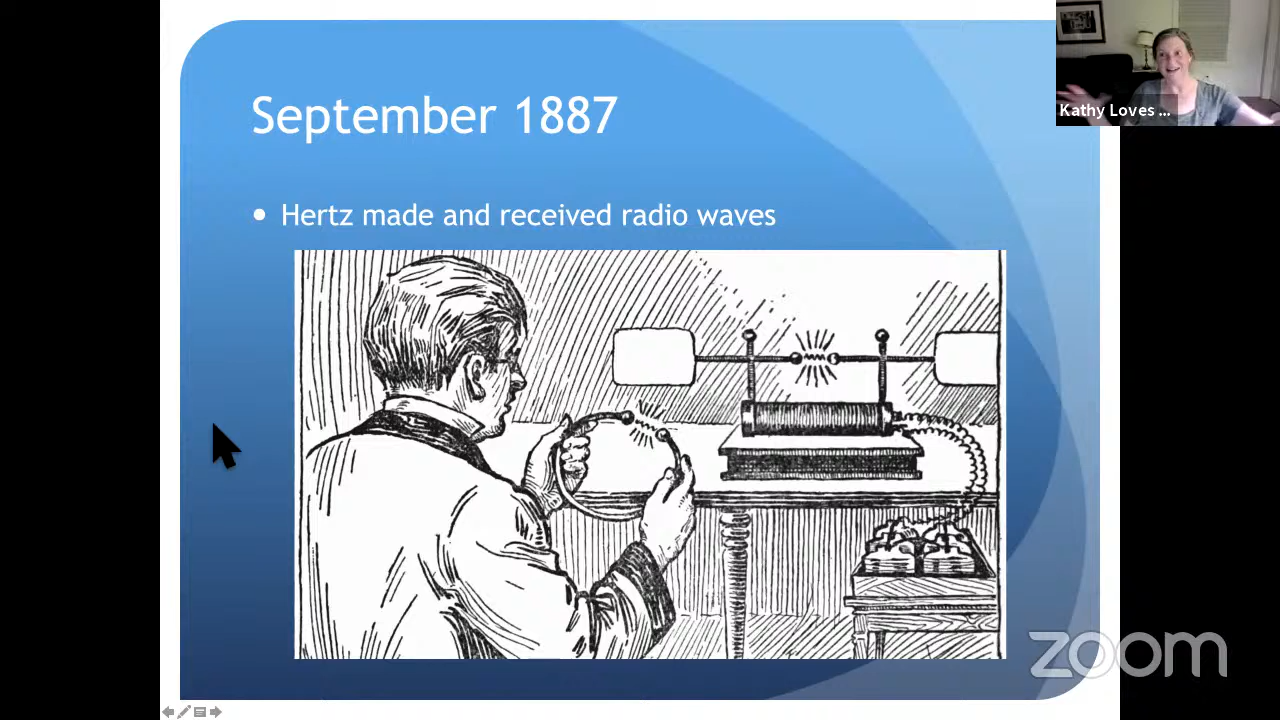 September 1887
Kathy Loves ...
• Hertz made and received radio waves
zoom